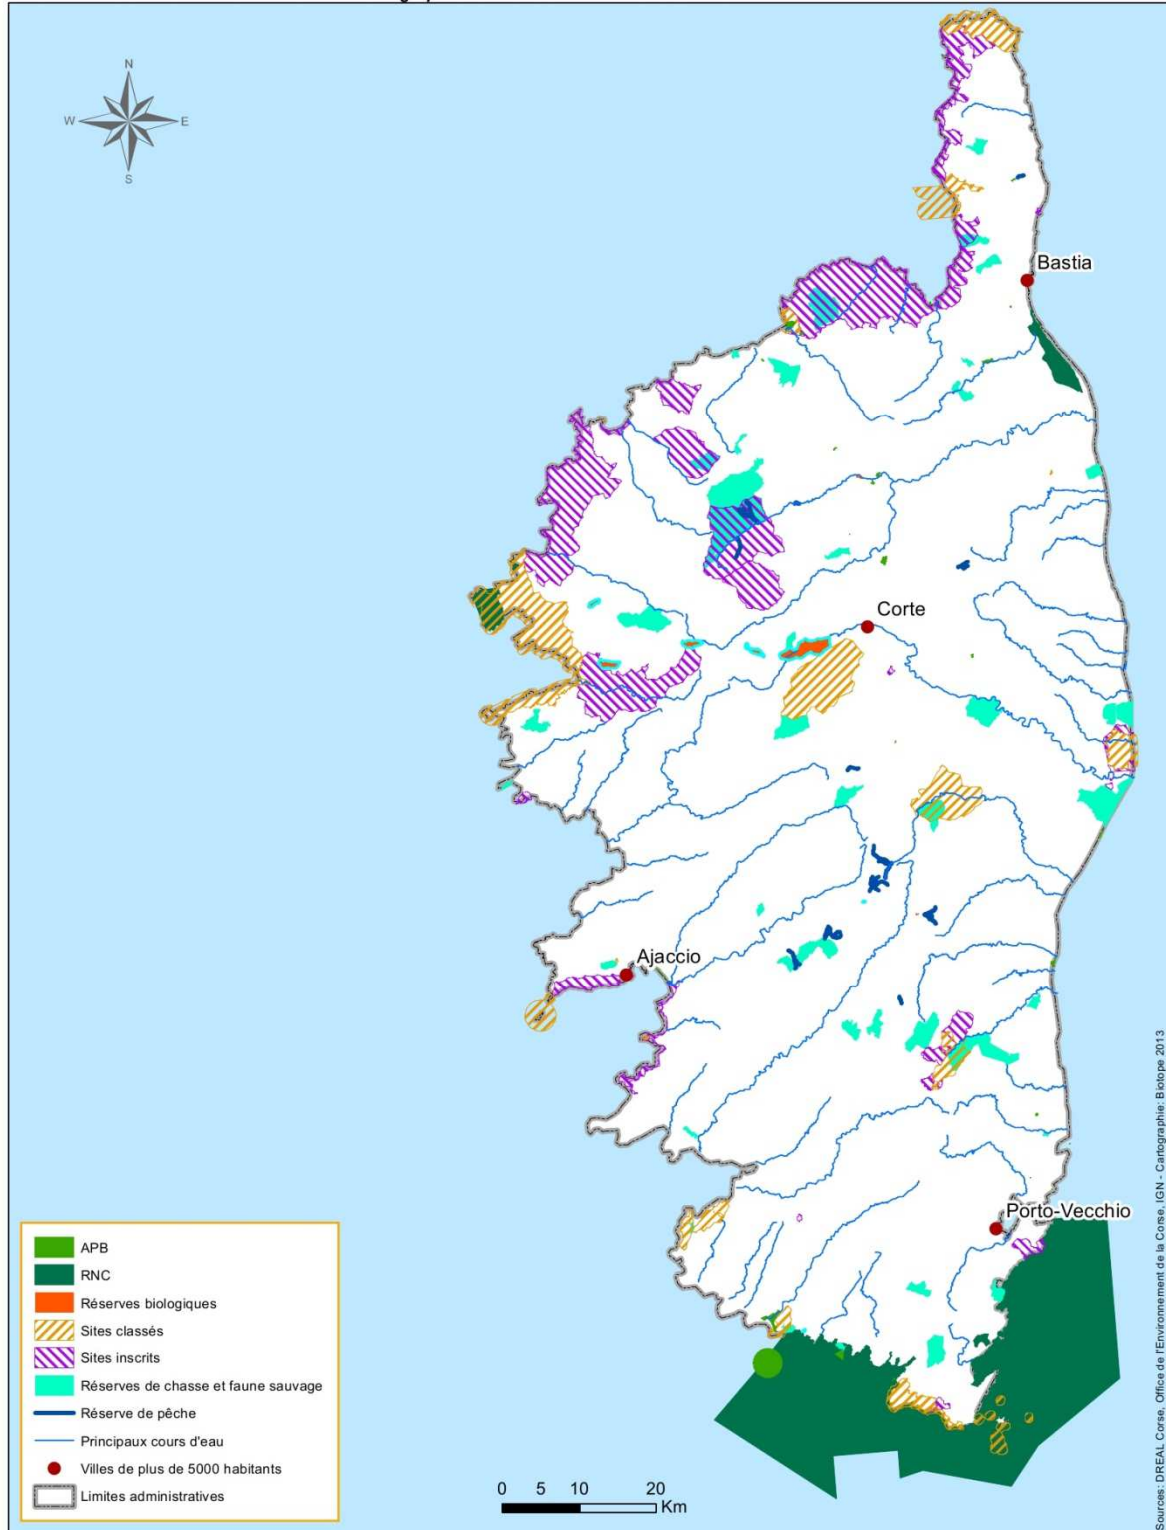 N
W
E
S
Bastia
Corte
Ajaccio
Porto-Vecchio
APB
RNC
Réserves biologiques
Sites classés
Sites inscrits
Réserves de chasse et faune sauvage
Réserve de pêche
Principaux cours d'eau
Villes de plus de 5000 habitants
Limites administratives
0 5 10 20
Km
Sources: DREAL Corse, Office de l'Environnement de la Corse, IGN - Cartographie: Biotope 2013